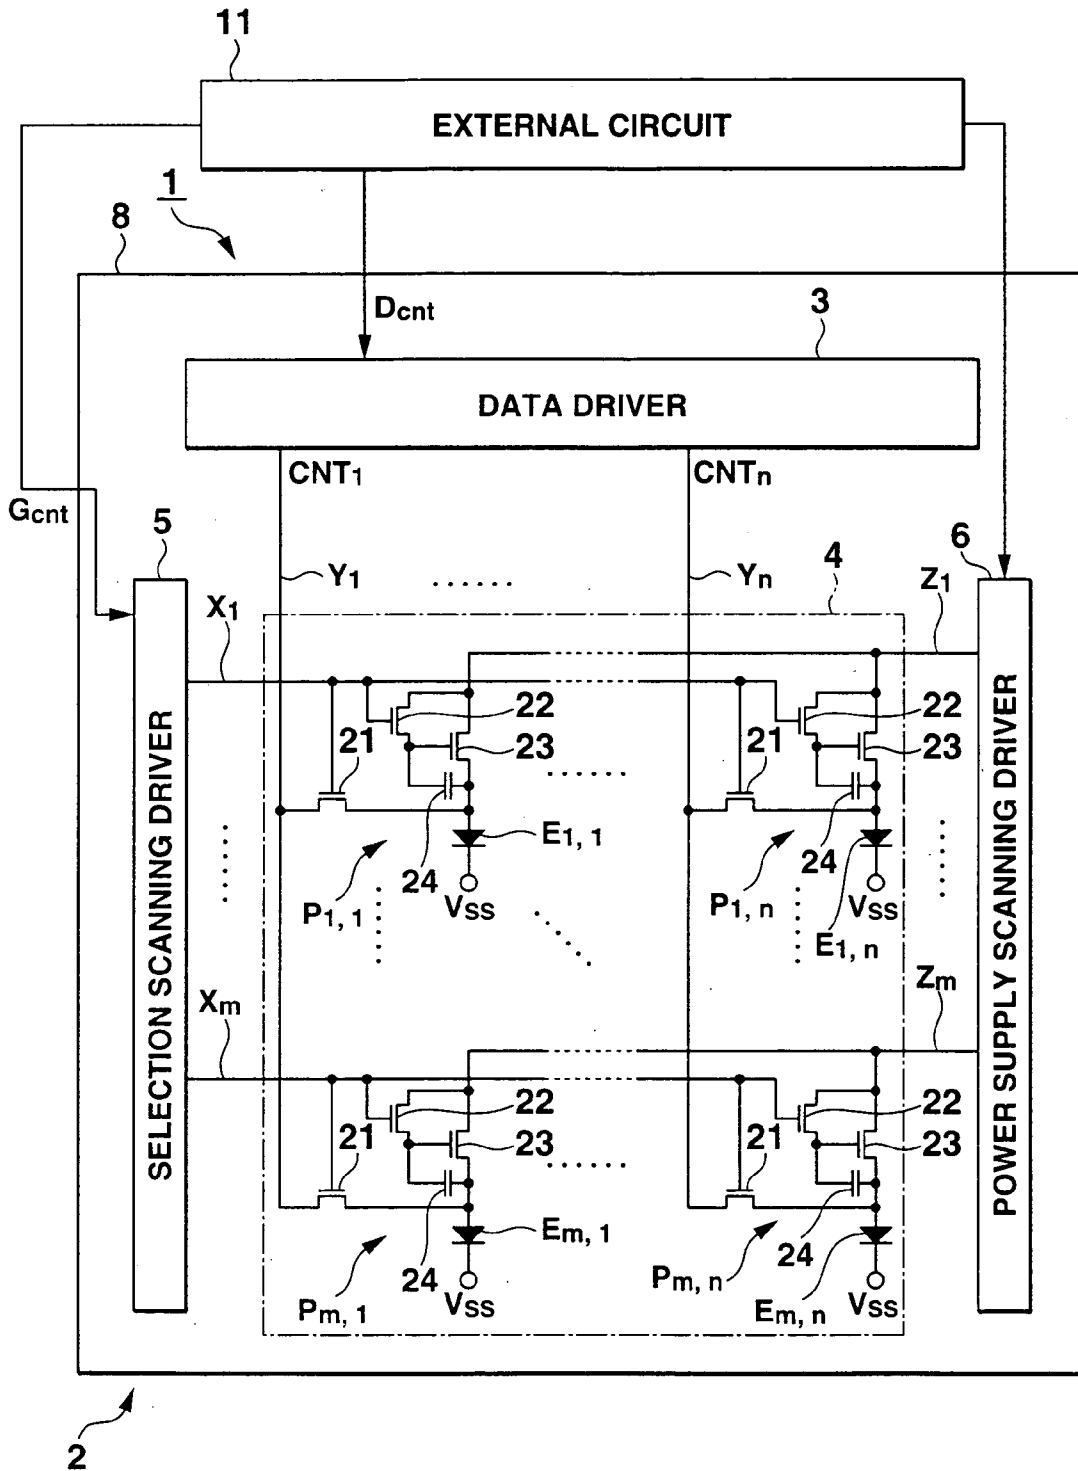 11
EXTERNAL CIRCUIT
1
8
Dcnt
3
DATA DRIVER
CNT1
CNTn
Gcnt
5
Y1
Yn
4
6
X1
Z1
22
22
21
23
21
23
E1, 1
24
24
P1, 1
VSS
P1, n
VSS
E1, n
SELECTION SCANNING DRIVER
POWER SUPPLY SCANNING DRIVER
Xm
Zm
22
22
21
23
21
23
Em, 1
24
24
Pm, 1
VSS
Pm, n
VSS
Em, n
2